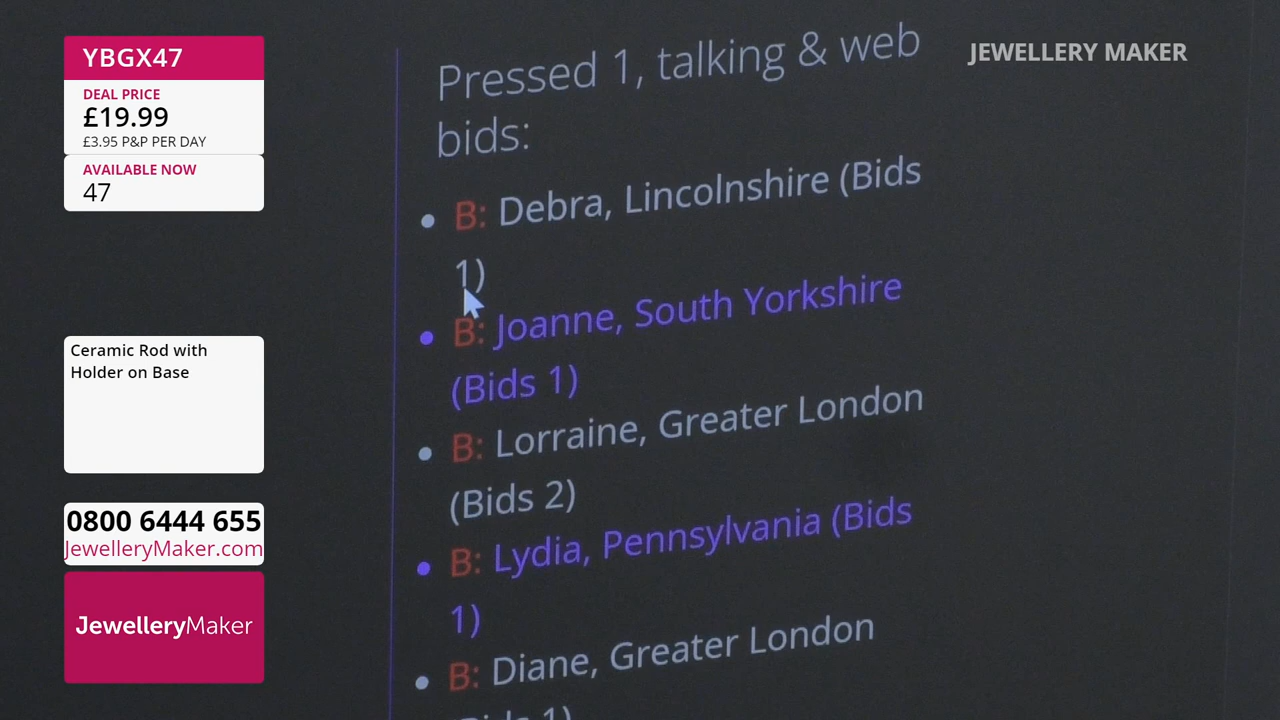 YBGX47
DEAL PRICE
£19.99
£3.95 P&P PER DAY
AVAILABLE NOW
47
Ceramic Rod with
Holder on Base
0800 6444 655
JewelleryMaker.com
JewelleryMaker
JEWELLERY MAKER
Pressed 1, talking & web
bids:
• B: Debra, Lincolnshire (Bids
1)
• B: Joanne, South Yorkshire
(Bids 1)
• B: Lorraine, Greater London
(Bids 2)
• B: Lydia, Pennsylvania (Bids
1)
• B: Diane, Greater London
(Bids 1)